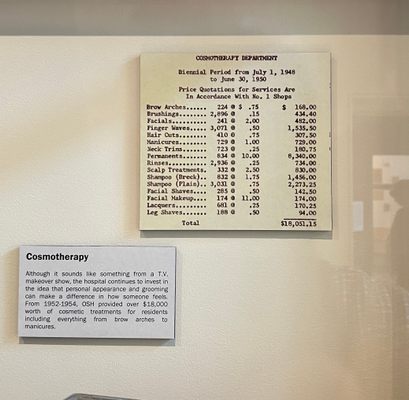 COSMOTHERAPY DEPARTMENT
Biennial Period from July 1, 1948
to June 30, 1950
Price Quotations for Services Are
In Accordance With No. 1 Shops
Brow Arches...... 224 @ $ .75 $ 168.00
Brushings........ 2,896 @ .15 434.40
Facials.......... 241 @ 2.00 482.00
Finger Waves..... 3,071 @ .50 1,535.50
Hair Cuts........ 410 @ .75 307.50
Manicures........ 729 @ 1.00 729.00
Neck Trims....... 723 @ .25 180.75
Permanents....... 834 @ 10.00 8,340.00
Rinses........... 2,936 @ .25 734.00
Scalp Treatments. 332 @ 2.50 830.00
Shampoo (Breck).. 832 @ 1.75 1,456.00
Shampoo (Plain).. 3,031 @ .75 2,273.25
Facial Shaves.... 285 @ .50 142.50
Facial Makeup.... 174 @ 11.00 174.00
Lacquers......... 681 @ .25 170.25
Leg Shaves....... 188 @ .50 94.00
Total $18,051.15
Cosmotherapy
Although it sounds like something from a T.V.
makeover show, the hospital continues to invest in
the idea that personal appearance and grooming
can make a difference in how someone feels.
From 1952-1954, OSH provided over $18,000
worth of cosmetic treatments for residents
including everything from brow arches to
manicures.